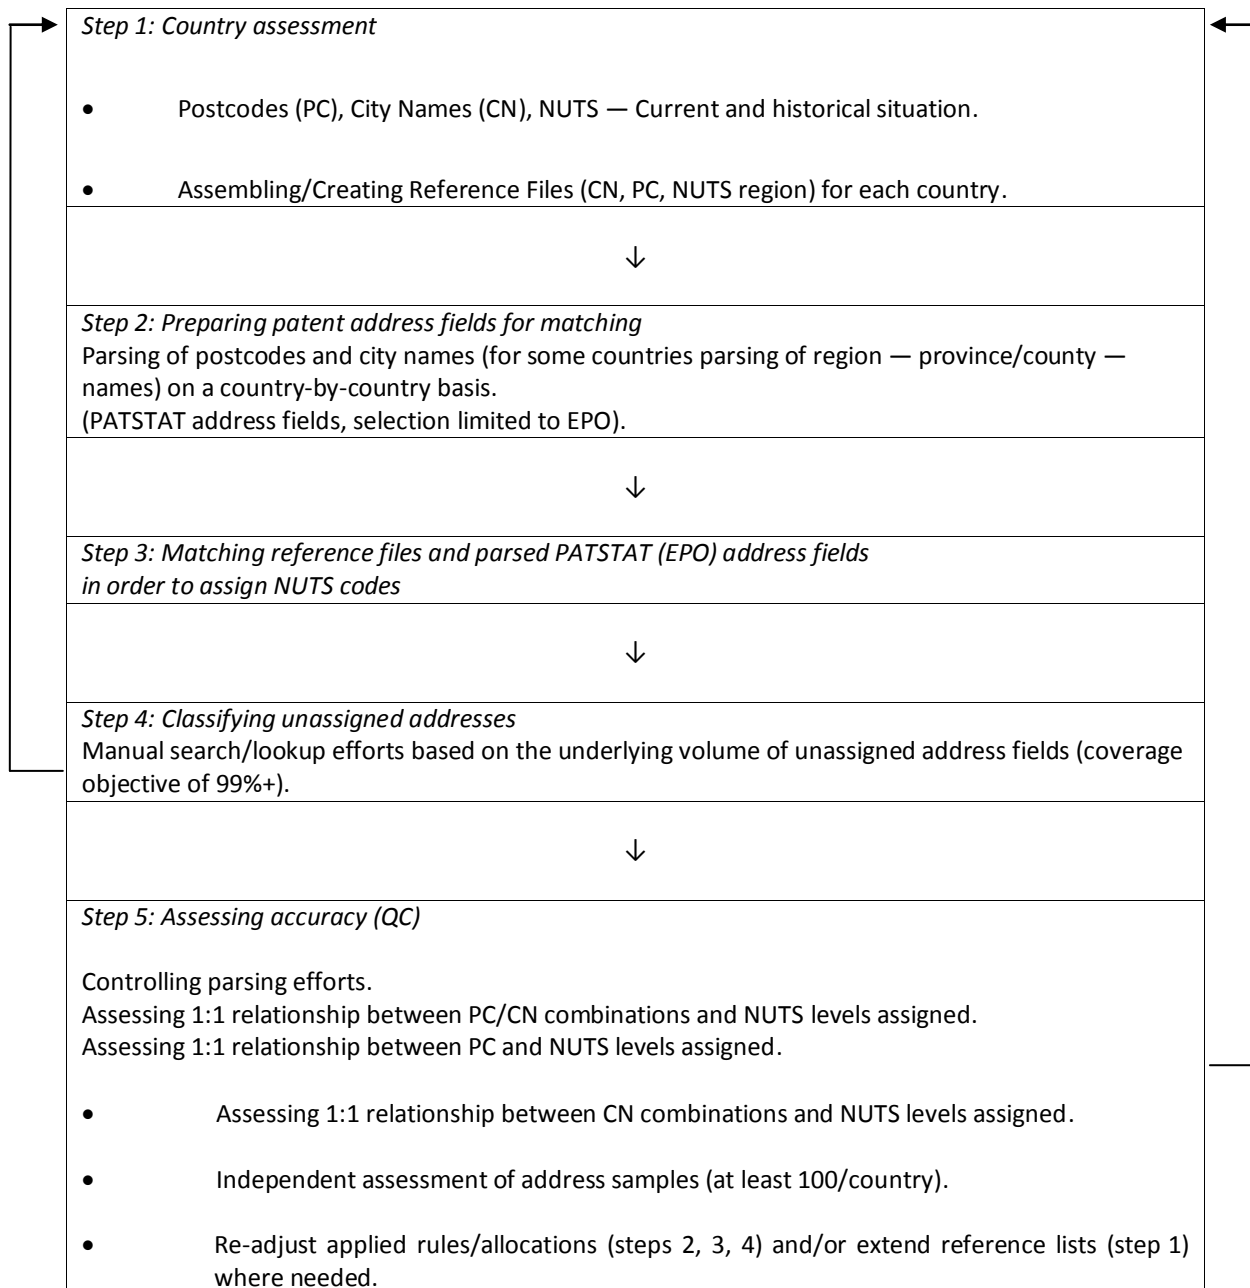 Step 1: Country assessment
• Postcodes (PC), City Names (CN), NUTS — Current and historical situation.
• Assembling/Creating Reference Files (CN, PC, NUTS region) for each country.
↓
Step 2: Preparing patent address fields for matching
Parsing of postcodes and city names (for some countries parsing of region — province/county —
names) on a country-by-country basis.
(PATSTAT address fields, selection limited to EPO).
↓
Step 3: Matching reference files and parsed PATSTAT (EPO) address fields
in order to assign NUTS codes
↓
Step 4: Classifying unassigned addresses
Manual search/lookup efforts based on the underlying volume of unassigned address fields (coverage
objective of 99%+).
↓
Step 5: Assessing accuracy (QC)
Controlling parsing efforts.
Assessing 1:1 relationship between PC/CN combinations and NUTS levels assigned.
Assessing 1:1 relationship between PC and NUTS levels assigned.
• Assessing 1:1 relationship between CN combinations and NUTS levels assigned.
• Independent assessment of address samples (at least 100/country).
• Re-adjust applied rules/allocations (steps 2, 3, 4) and/or extend reference lists (step 1)
where needed.